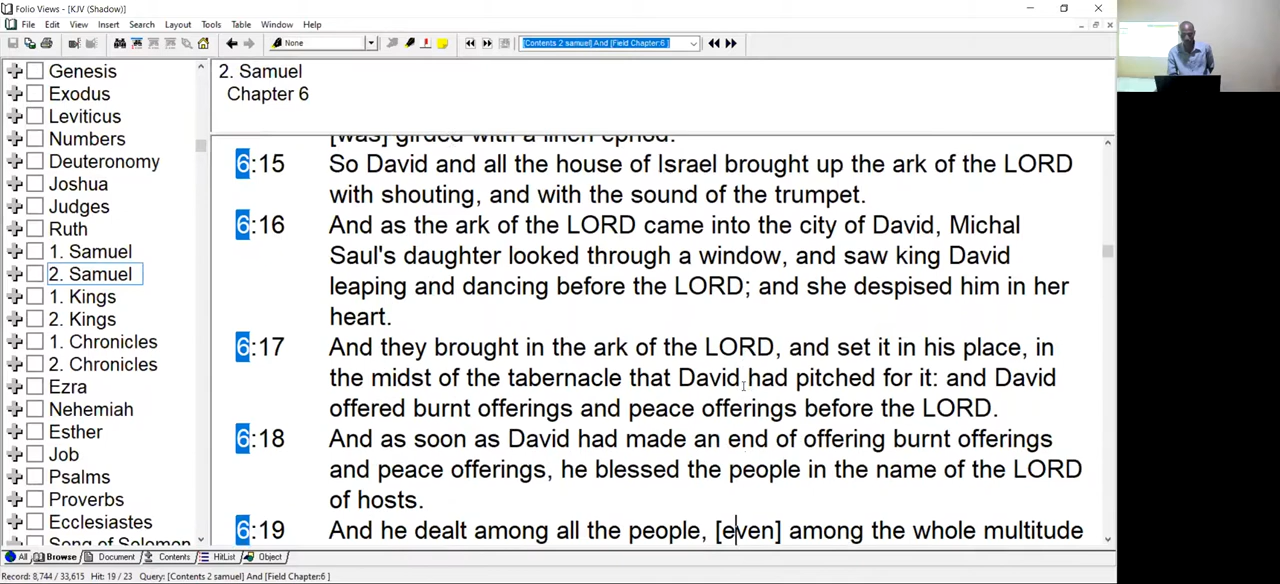 Folio Views - [KJV (Shadow)]
File Edit View Search Insert Layout Tools Table Window Help
None
[Contents 2 samuel] And [Field Chapter:6 ]
Genesis
Exodus
Leviticus
Numbers
Deuteronomy
Joshua
Judges
Ruth
1. Samuel
2. Samuel
1. Kings
2. Kings
1. Chronicles
2. Chronicles
Ezra
Nehemiah
Esther
Job
Psalms
Proverbs
Ecclesiastes
Song of Solomon
2. Samuel
Chapter 6
[was] girded with a linen ephod.
6:15 So David and all the house of Israel brought up the ark of the LORD
with shouting, and with the sound of the trumpet.
6:16 And as the ark of the LORD came into the city of David, Michal
Saul's daughter looked through a window, and saw king David
leaping and dancing before the LORD; and she despised him in her
heart.
6:17 And they brought in the ark of the LORD, and set it in his place, in
the midst of the tabernacle that David had pitched for it: and David
offered burnt offerings and peace offerings before the LORD.
6:18 And as soon as David had made an end of offering burnt offerings
and peace offerings, he blessed the people in the name of the LORD
of hosts.
6:19 And he dealt among all the people, [even] among the whole multitude
All Browse Document Contents HitList Object
Record: 8,744 / 33,615 Hit: 19 / 23 Query: [Contents 2 samuel] And [Field Chapter:6 ]